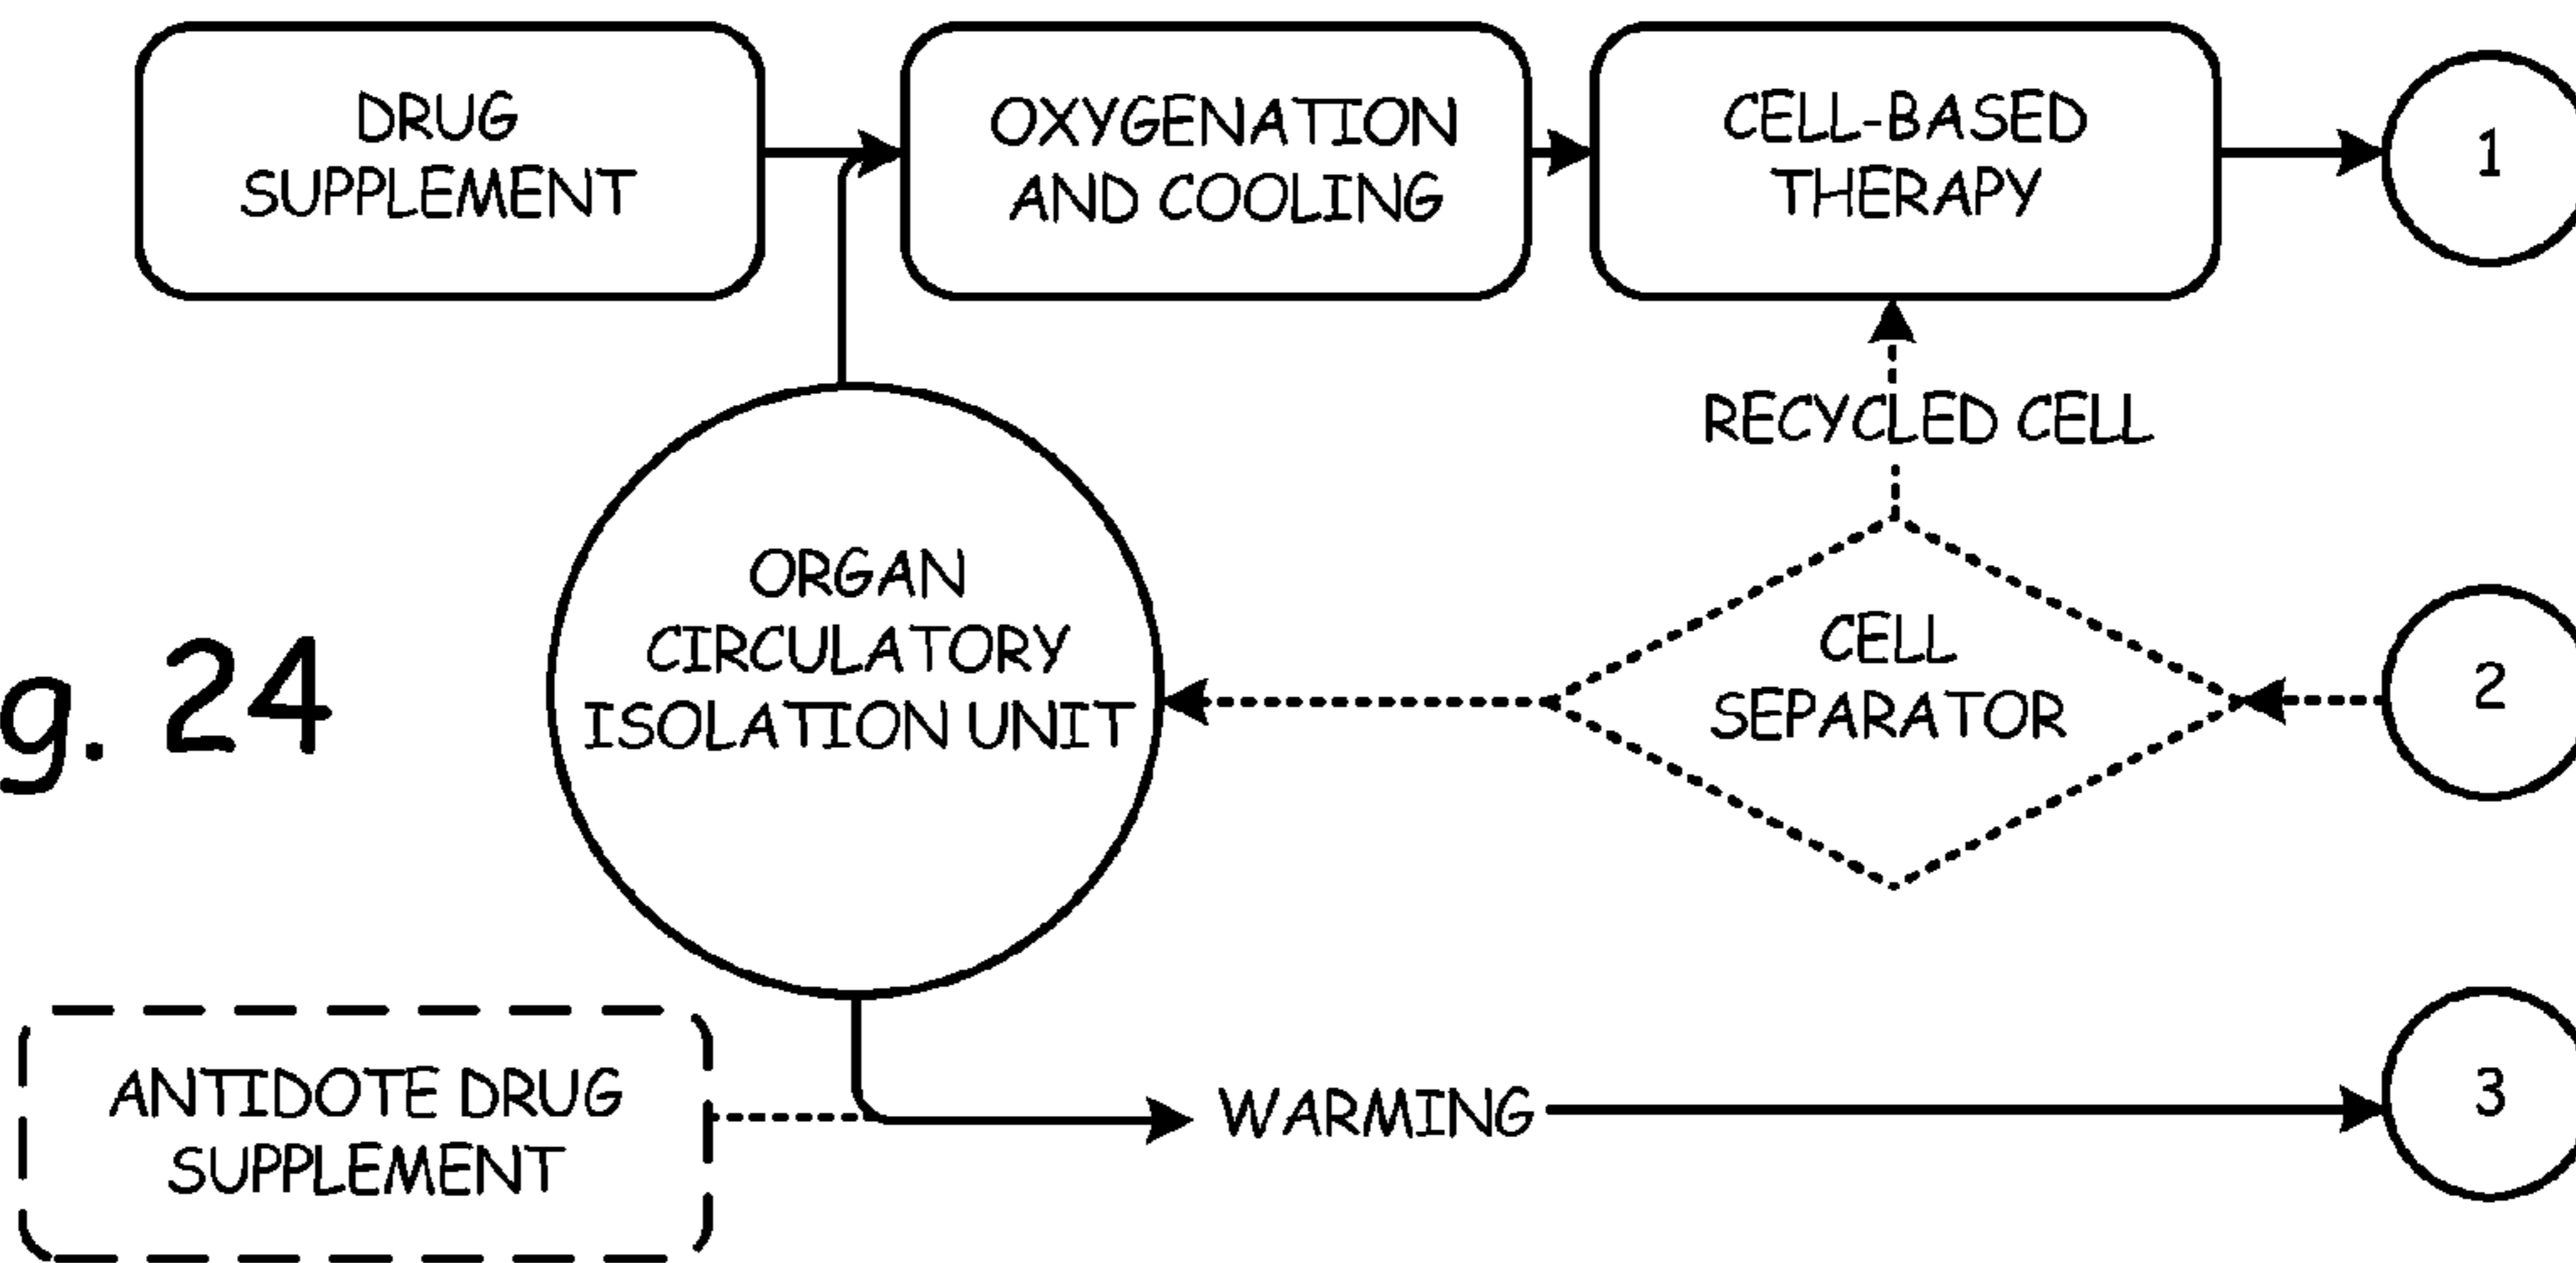 DRUG
SUPPLEMENT
OXYGENATION
AND COOLING
CELL-BASED
THERAPY
1
RECYCLED CELL
ORGAN
CIRCULATORY
ISOLATION UNIT
CELL
SEPARATOR
2
g. 24
ANTIDOTE DRUG
SUPPLEMENT
WARMING
3